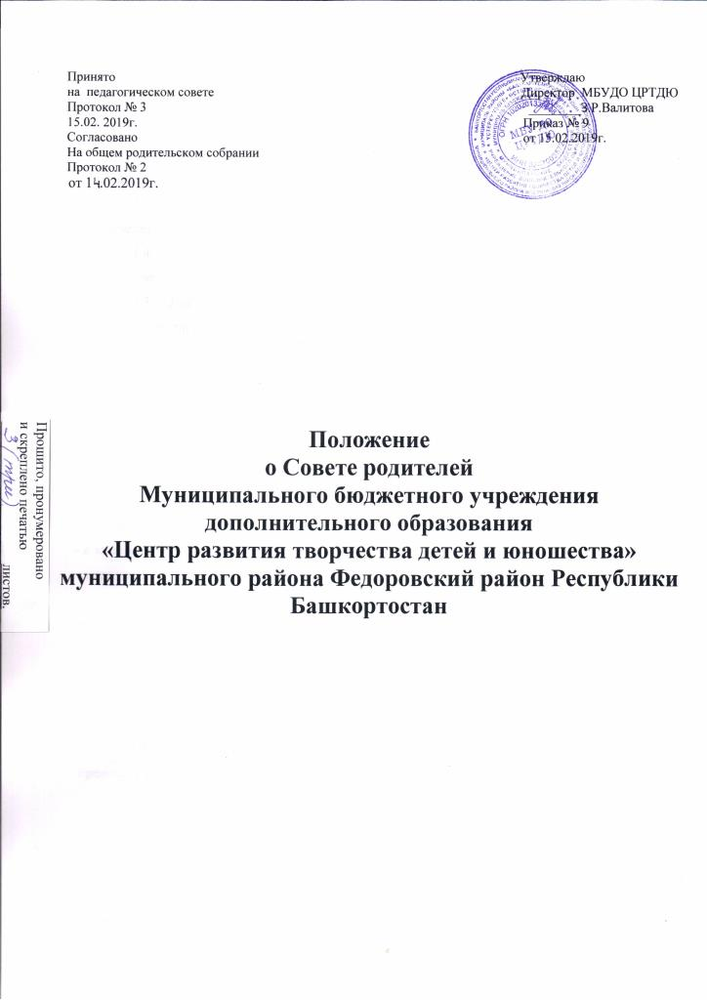 Принято
на педагогическом совете
Протокол № 3
15.02. 2019г.
Согласовано
На общем родительском собрании
Протокол № 2
от 14.02.2019г.
Утверждаю
Директор МБУДО ЦРТДЮ
З.Р.Валитова
Приказ № 9
от 15.02.2019г.
МБУДО
ЦРТДЮ
Положение
о Совете родителей
Муниципального бюджетного учреждения
дополнительного образования
«Центр развития творчества детей и юношества»
муниципального района Федоровский район Республики
Башкортостан
Прошито, пронумеровано
и скреплено печатью
3 (три) листов.